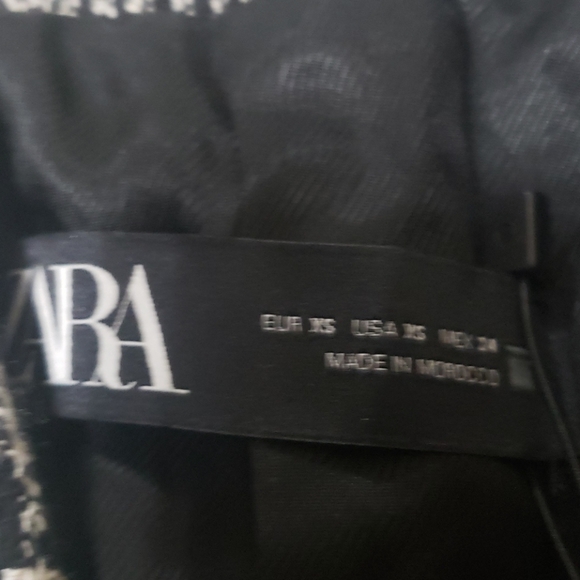 ZARA
EUR XS USA XS MEX 24
MADE IN MOROCCO